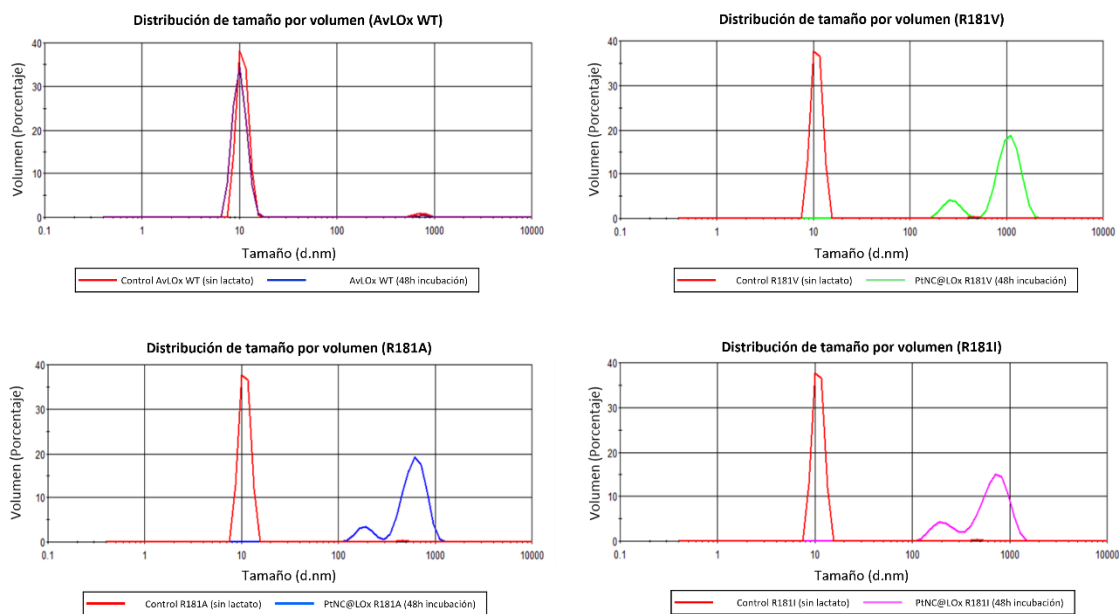 Distribución de tamaño por volumen (AvLOx WT)
Volumen (Porcentaje)
40
30
20
10
0
0.1 1 10 100 1000 10000
Tamaño (d.nm)
Control AvLOx WT (sin lactato) AvLOx WT (48h incubación)
Distribución de tamaño por volumen (R181V)
Volumen (Porcentaje)
40
30
20
10
0
0.1 1 10 100 1000 10000
Tamaño (d.nm)
Control R181V (sin lactato) PtNC@LOx R181V (48h incubación)
Distribución de tamaño por volumen (R181A)
Volumen (Porcentaje)
40
30
20
10
0
0.1 1 10 100 1000 10000
Tamaño (d.nm)
Control R181A (sin lactato) PtNC@LOx R181A (48h incubación)
Distribución de tamaño por volumen (R181I)
Volumen (Porcentaje)
40
30
20
10
0
0.1 1 10 100 1000 10000
Tamaño (d.nm)
Control R181I (sin lactato) PtNC@LOx R181I (48h incubación)